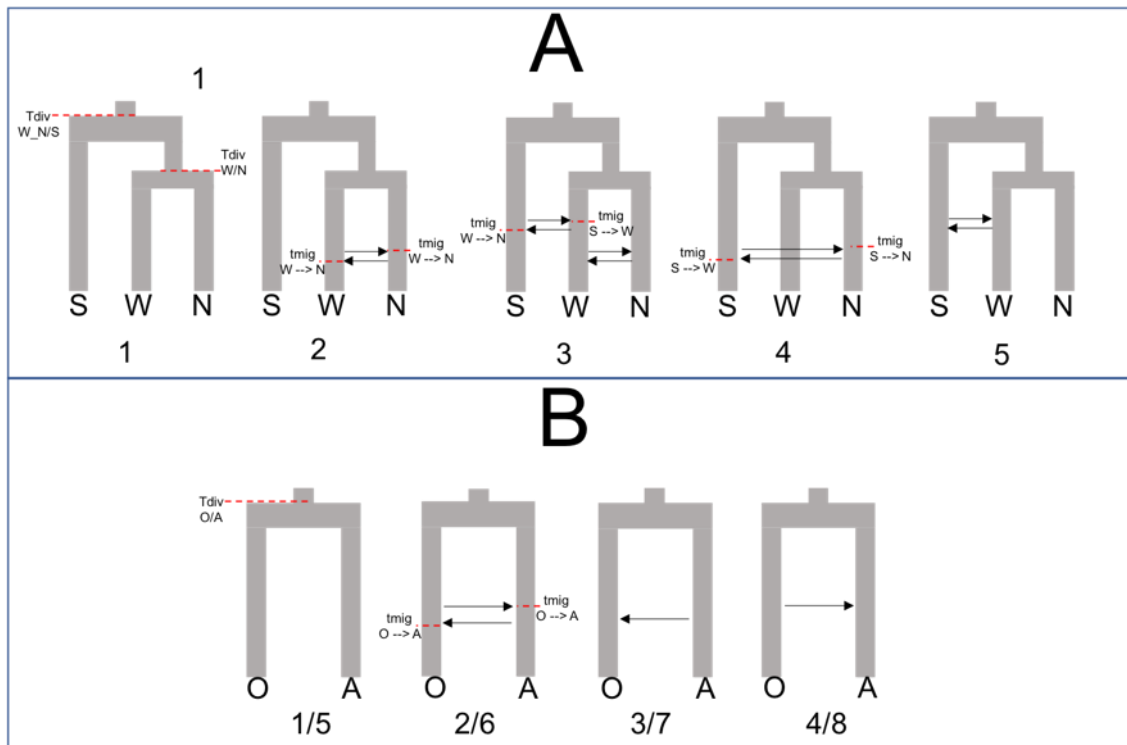 A
1
Tdiv
W_N/S
Tdiv
W/N
S W N
1
tmig
W --> N
tmig
W --> N
S W N
2
tmig
W --> N
tmig
S --> W
S W N
3
tmig
S --> W
tmig
S --> N
S W N
4
S W N
5
B
Tdiv
O/A
O A
1/5
tmig
O --> A
tmig
O --> A
O A
2/6
O A
3/7
O A
4/8